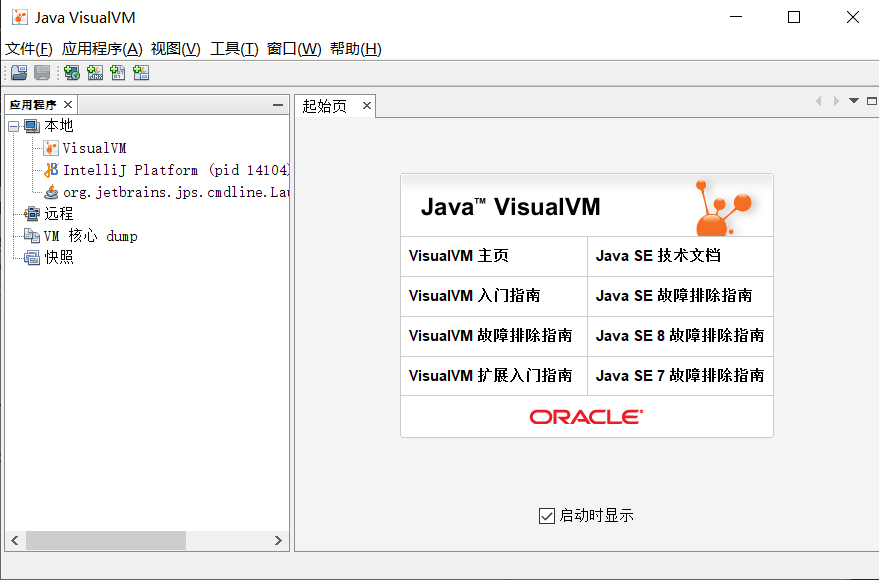 Java VisualVM
文件(F) 应用程序(A) 视图(V) 工具(T) 窗口(W) 帮助(H)
应用程序
本地
VisualVM
IntelliJ Platform (pid 14104)
org.jetbrains.jps.cmdline.Lau
远程
VM 核心 dump
快照
起始页
Java™ VisualVM
VisualVM 主页
Java SE 技术文档
VisualVM 入门指南
Java SE 故障排除指南
VisualVM 故障排除指南
Java SE 8 故障排除指南
VisualVM 扩展入门指南
Java SE 7 故障排除指南
ORACLE
启动时显示